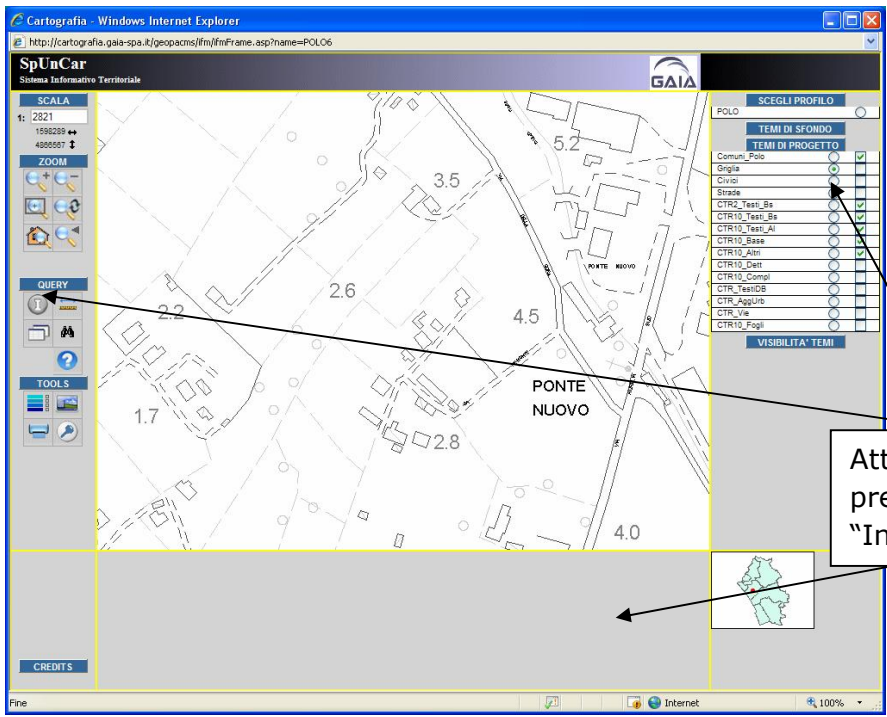 Cartografia - Windows Internet Explorer
http://cartografia.gaia-spa.it/geopacms/ifm/ifmFrame.asp?name=POLO6
SpUnCar
Sistema Informativo Territoriale
GAIA
SCALA
1: 2821
1598289
4866567
ZOOM
QUERY
TOOLS
CREDITS
5.2
3.5
PONTE NUOVO
2.6
2.2
4.5
PONTE
NUOVO
1.7
2.8
4.0
SCEGLI PROFILO
POLO
TEMI DI SFONDO
TEMI DI PROGETTO
Comuni_Polo
Griglia
Civici
Strade
CTR2_Testi_Bs
CTR10_Testi_Bs
CTR10_Testi_Al
CTR10_Base
CTR10_Altri
CTR10_Dett
CTR10_Compl
CTR_TestiDB
CTR_AggUrb
CTR_Vie
CTR10_Fogli
VISIBILITA' TEMI
Att
pre
"In
Fine
Internet
100%